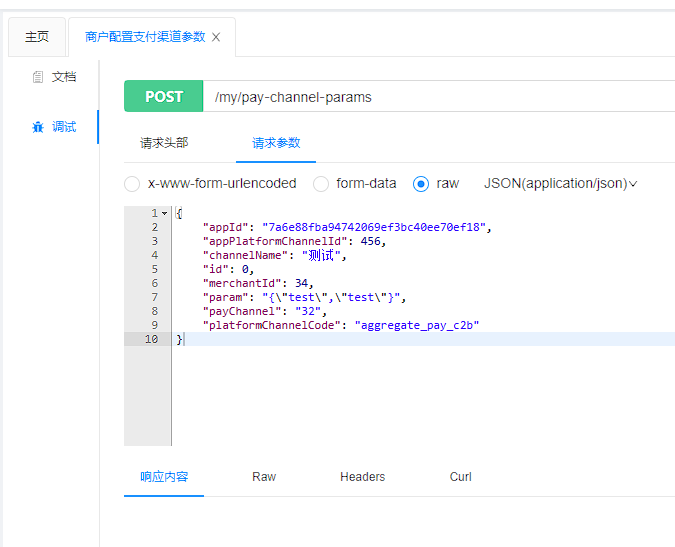 主页 商户配置支付渠道参数
文档
调试
POST /my/pay-channel-params
请求头部 请求参数
x-www-form-urlencoded form-data raw JSON(application/json)
1 {
2 "appId": "7a6e88fba94742069ef3bc40ee70ef18",
3 "appPlatformChannelId": 456,
4 "channelName": "测试",
5 "id": 0,
6 "merchantId": 34,
7 "param": "{\"test\",\"test\"}",
8 "payChannel": "32",
9 "platformChannelCode": "aggregate_pay_c2b"
10 }
响应内容 Raw Headers Curl